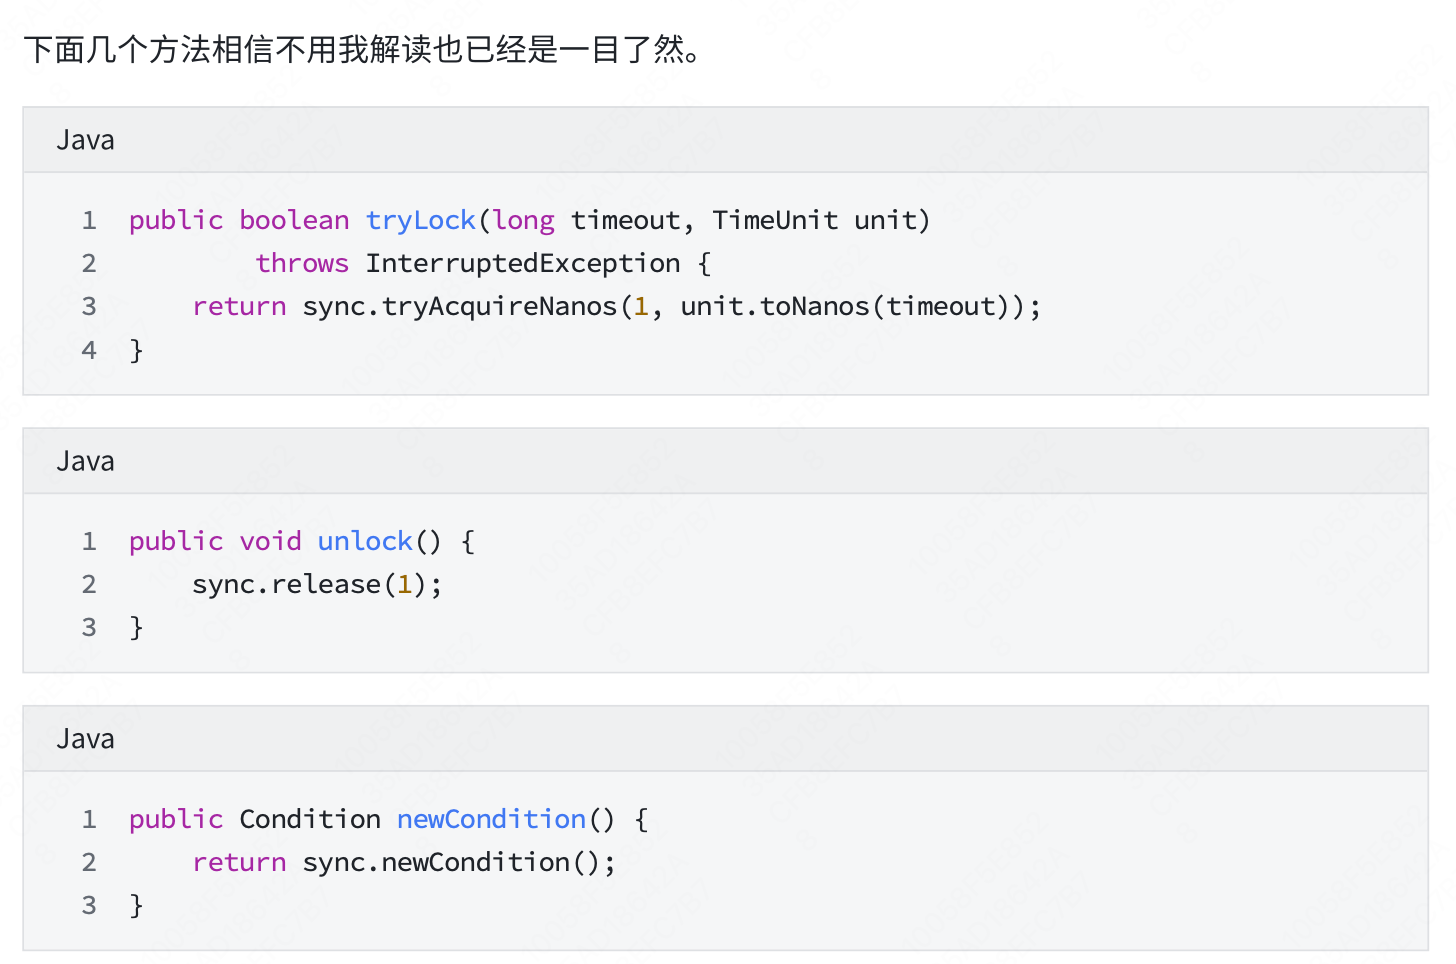 下面几个方法相信不用我解读也已经是一目了然。
Java
1 public boolean tryLock(long timeout, TimeUnit unit)
2         throws InterruptedException {
3     return sync.tryAcquireNanos(1, unit.toNanos(timeout));
4 }
Java
1 public void unlock() {
2     sync.release(1);
3 }
Java
1 public Condition newCondition() {
2     return sync.newCondition();
3 }